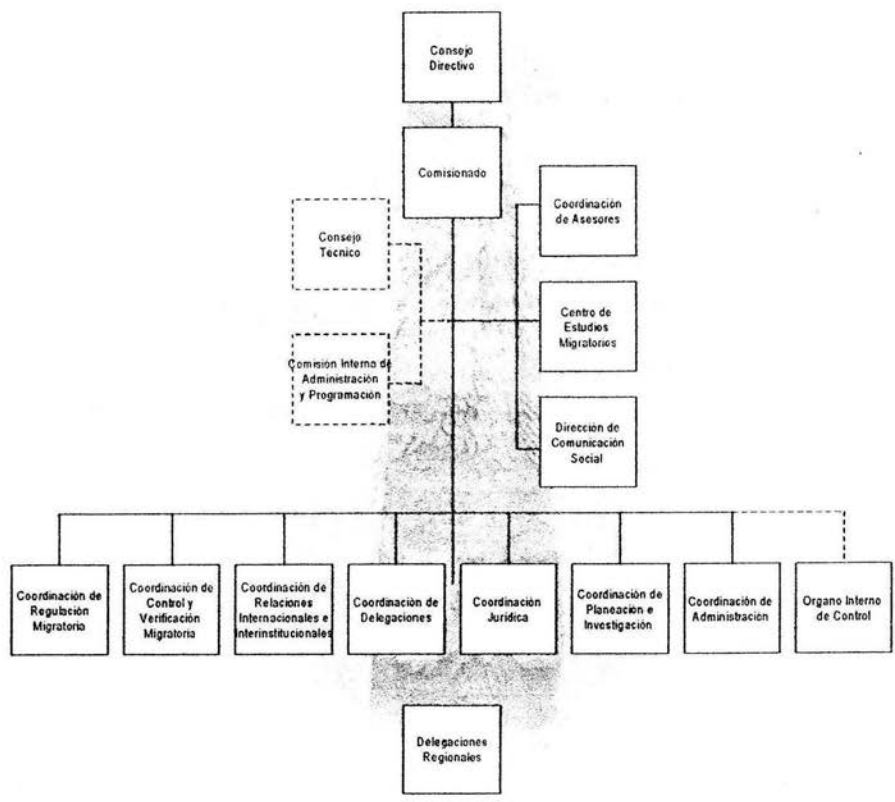 Consejo
Directivo
Comisionado
Consejo
Tecnico
Coordinación
de Asesores
Centro de
Estudios
Migratorios
Comisión Interna de
Administración
y Programación
Dirección de
Comunicación
Social
Coordinación de
Regulación
Migratoria
Coordinación de
Control y
Verificación
Migratoria
Coordinación de
Relaciones
Internacionales e
Interinstitucionales
Coordinación de
Delegaciones
Coordinación
Jurídica
Coordinación de
Planeación e
Investigación
Coordinación de
Administración
Organo Interno
de Control
Delegaciones
Regionales